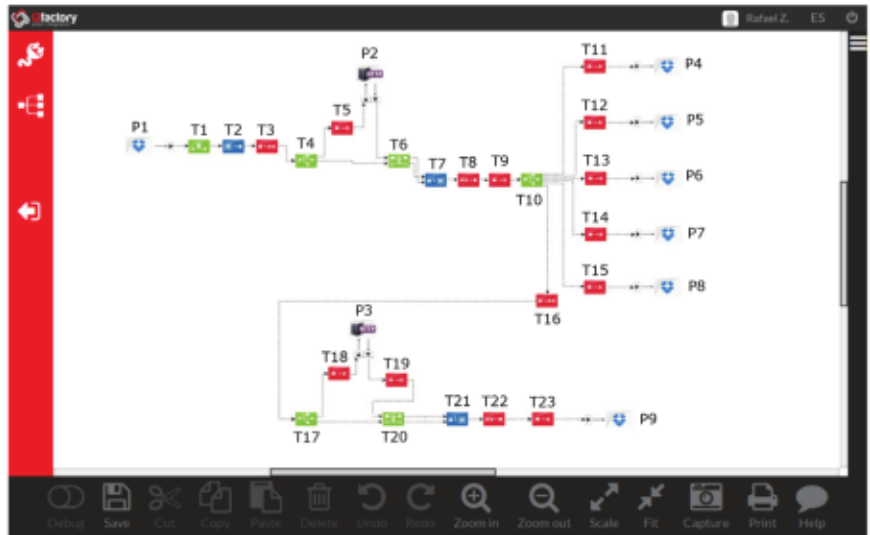 i2factory
Rafael Z. ES
P2
T11 P4
T12 P5
T5
P1 T1 T2 T3
T4 T6
T13 P6
T7 T8 T9
T10
T14 P7
T15 P8
T16
P3
T18 T19
T21 T22 T23
P9
T17 T20
Debug Save Cut Copy Paste Delete Undo Redo Zoom in Zoom out Scale Fit Capture Print Help